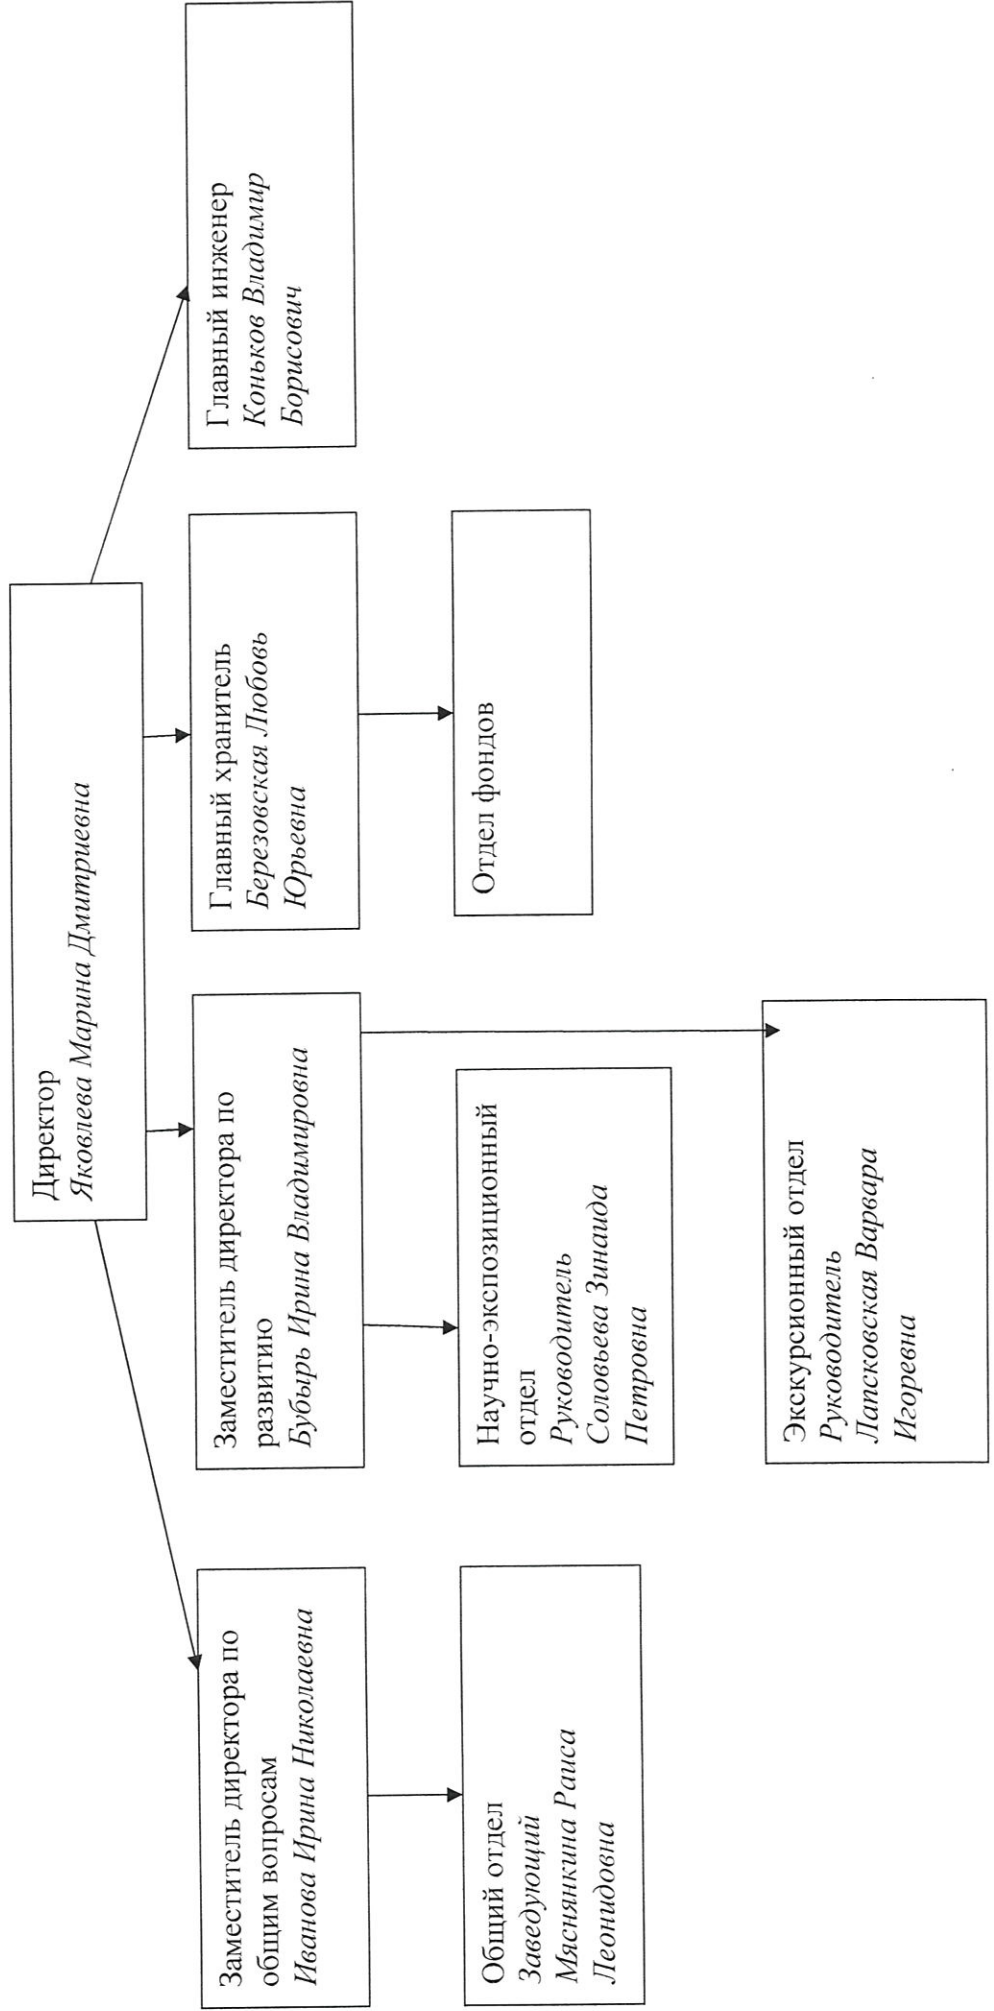 Директор
Яковлева Марина Дмитриевна
Заместитель директора по
общим вопросам
Иванова Ирина Николаевна
Заместитель директора по
развитию
Бубырь Ирина Владимировна
Главный хранитель
Березовская Любовь
Юрьевна
Главный инженер
Коньков Владимир
Борисович
Общий отдел
Заведующий
Мяснянкина Раиса
Леонидовна
Научно-экспозиционный
отдел
Руководитель
Соловьева Зинаида
Петровна
Отдел фондов
Экскурсионный отдел
Руководитель
Лапсковская Варвара
Игоревна